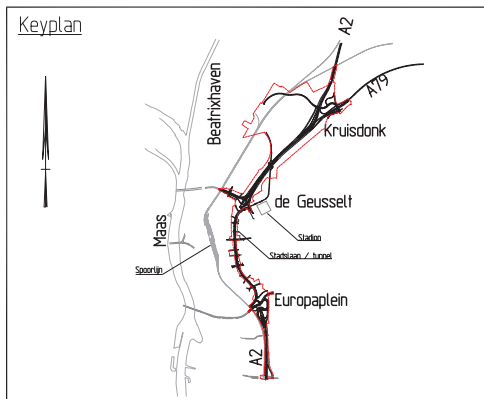 Keyplan
A2
A79
Beatrixhaven
Kruisdonk
de Geusselt
Maas
Stadion
Stadslaan / tunnel
Spoorlijn
Europaplein
A2